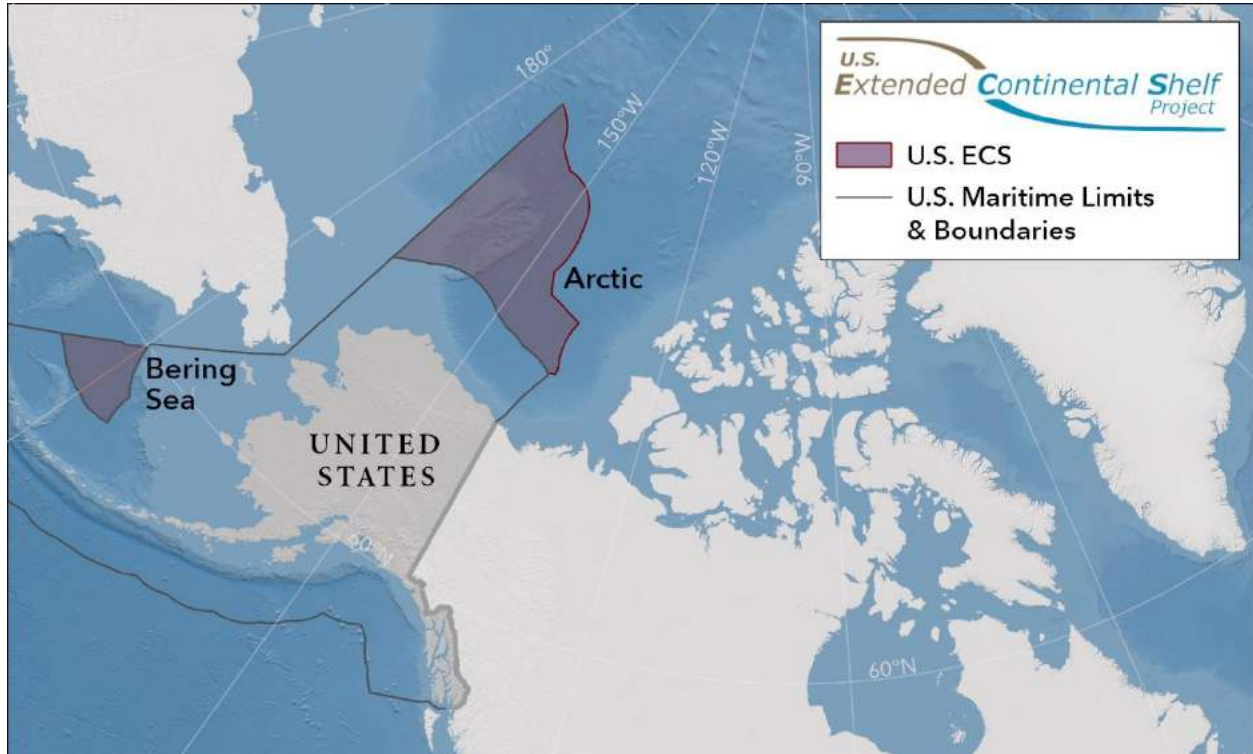 U.S.
Extended Continental Shelf
Project
U.S. ECS
U.S. Maritime Limits
& Boundaries
180°
150°W
120°W
90°W
Arctic
Bering
Sea
UNITED
STATES
60°N
60°N